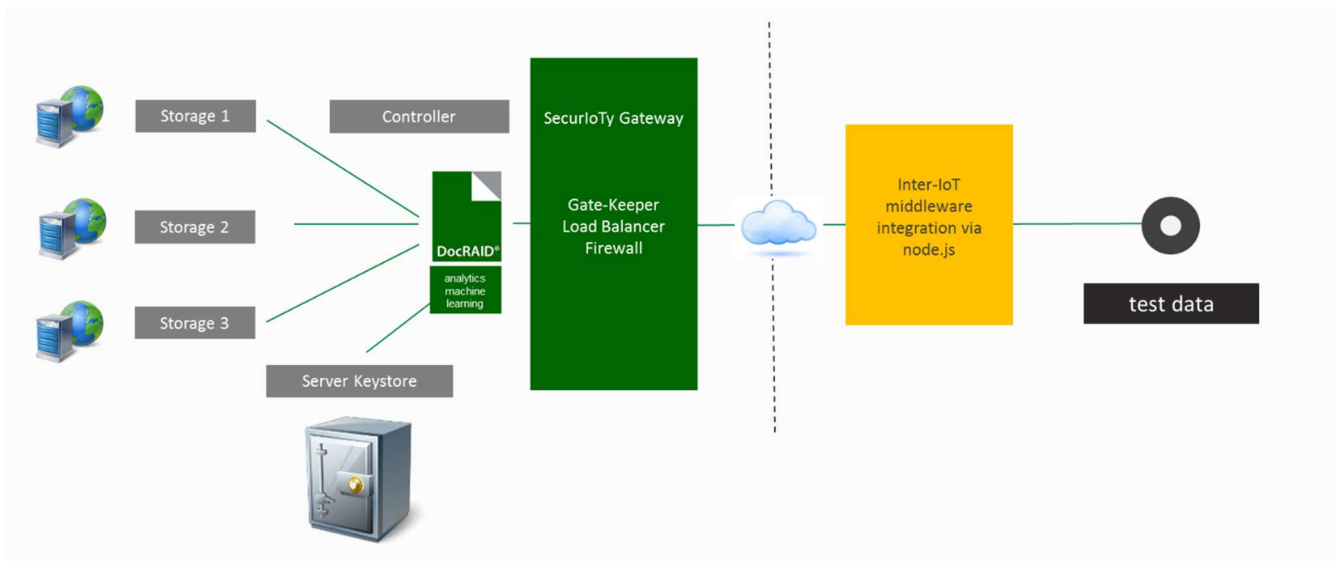 Storage 1
Controller
SecurIoTy Gateway
Storage 2
Gate-Keeper
Load Balancer
Firewall
DocRAID®
analytics
machine
learning
Storage 3
Server Keystore
Inter-IoT
middleware
integration via
node.js
test data